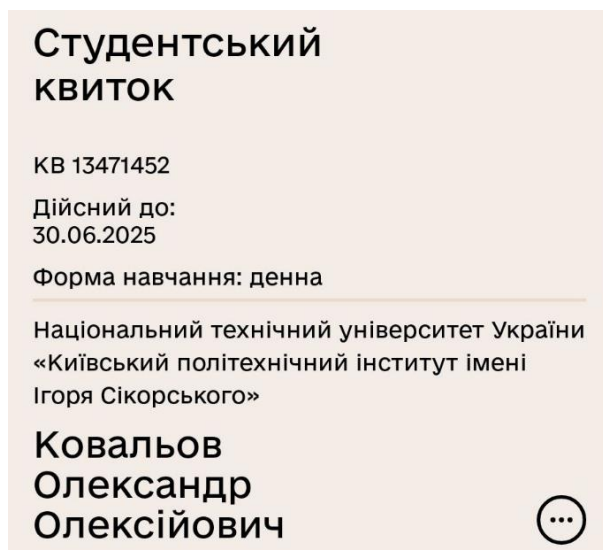 Студентський
квиток
КВ 13471452
Дійсний до:
30.06.2025
Форма навчання: денна
Національний технічний університет України
«Київський політехнічний інститут імені
Ігоря Сікорського»
Ковальов
Олександр
Олексійович